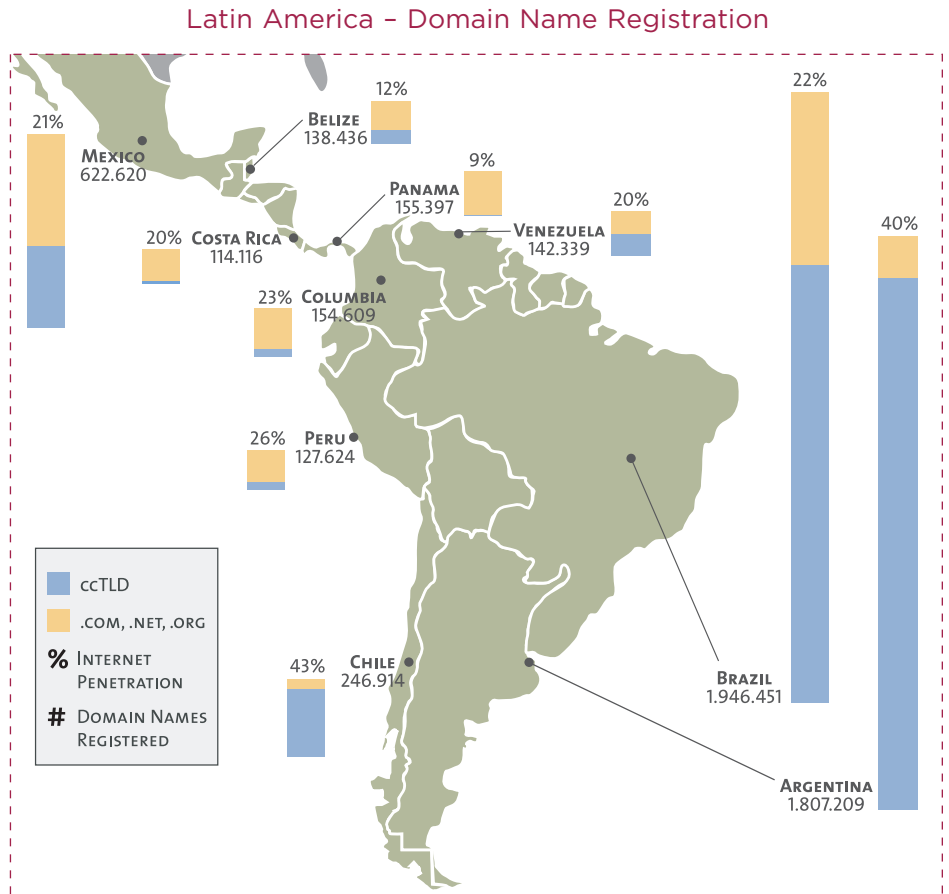 Latin America – Domain Name Registration
21%
MEXICO
622.620
BELIZE
138.436
12%
PANAMA
155.397
9%
COSTA RICA
114.116
20%
VENEZUELA
142.339
20%
22%
40%
23%
COLUMBIA
154.609
26%
PERU
127.624
ccTLD
.COM, .NET, .ORG
% INTERNET
PENETRATION
# DOMAIN NAMES
REGISTERED
43%
CHILE
246.914
BRAZIL
1.946.451
ARGENTINA
1.807.209